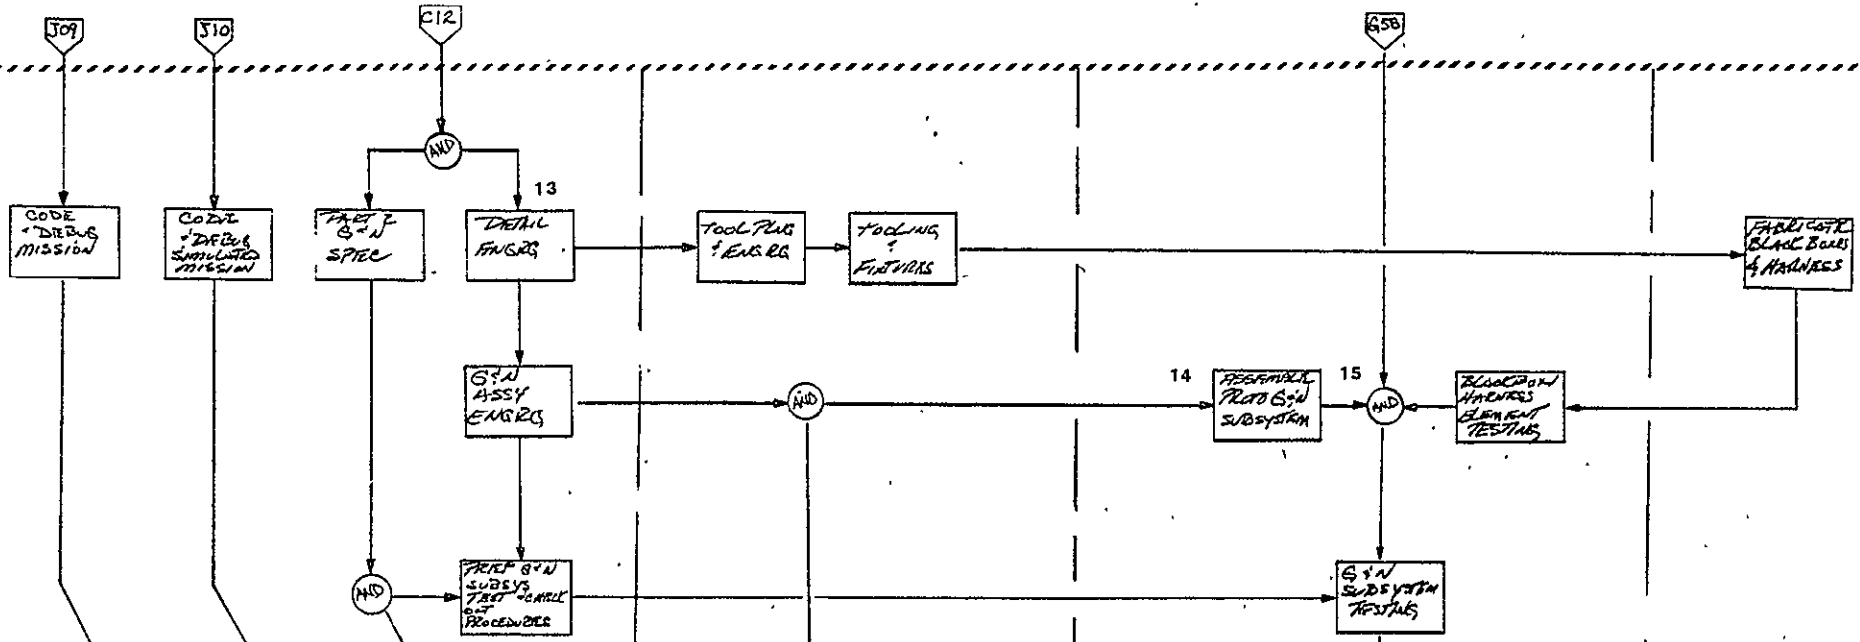 J09
J10
C12
G5B
AND
13
CODE
& DEBUG
MISSION
CODE
& DEBUG
SIMULATED
MISSION
PART 2
G&N
SPEC
DETAIL
ENGRG
TOOL PLNG
& ENGRG
TOOLING
&
FIXTURES
FABRICATE
BLACK BOXES
& HARNESS
G&N
ASSY
ENGRG
AND
14
ASSEMBLE
PROTO G&N
SUBSYSTEM
15
AND
BLACK BOX
HARNESS
ELEMENT
TESTING
AND
PREP G&N
SUBSYS
TEST & CHECK
OUT
PROCEDURES
G&N
SUBSYSTEM
TESTING